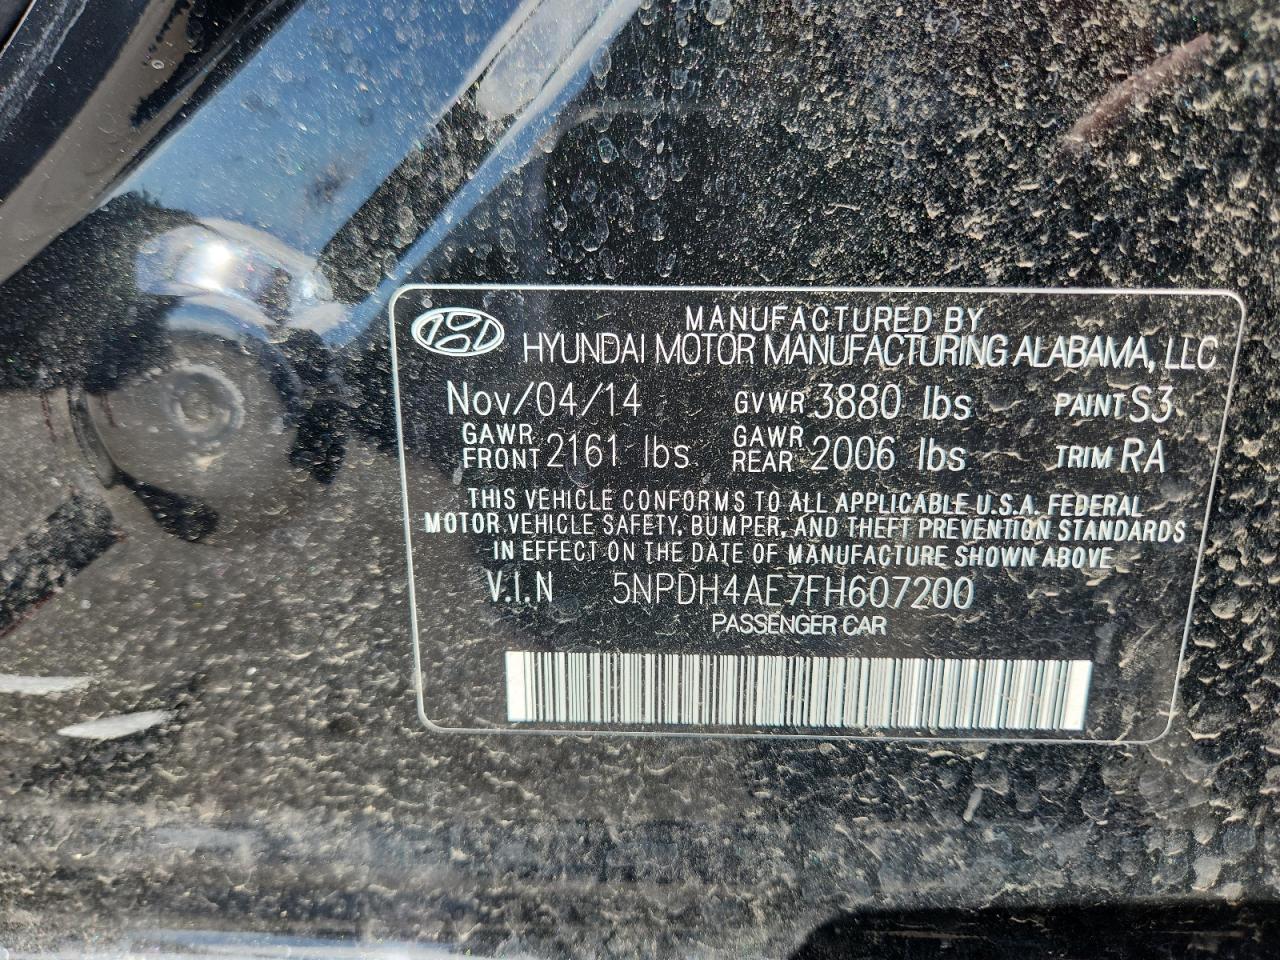 MANUFACTURED BY
HYUNDAI MOTOR MANUFACTURING ALABAMA, LLC
Nov/04/14 GVWR 3880 lbs PAINT S3
GAWR FRONT 2161 lbs GAWR REAR 2006 lbs TRIM RA
THIS VEHICLE CONFORMS TO ALL APPLICABLE U.S.A. FEDERAL
MOTOR VEHICLE SAFETY, BUMPER, AND THEFT PREVENTION STANDARDS
IN EFFECT ON THE DATE OF MANUFACTURE SHOWN ABOVE
V.I.N 5NPDH4AE7FH607200
PASSENGER CAR